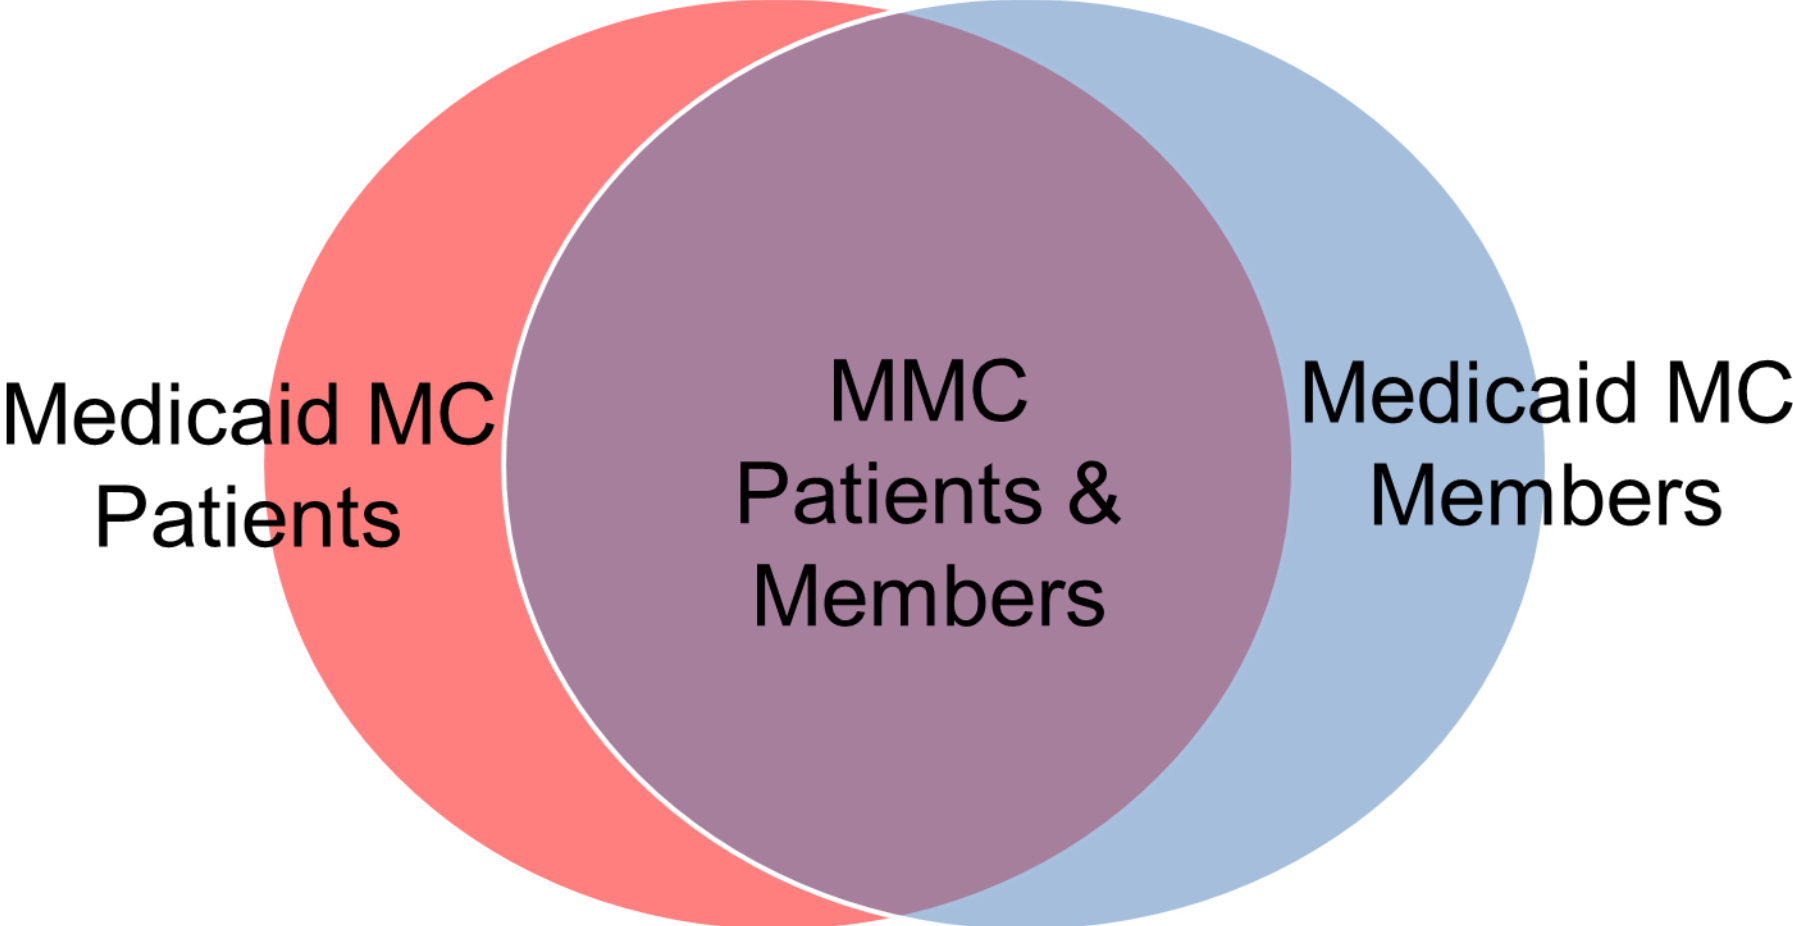 Medicaid MC
Patients
MMC
Patients &
Members
Medicaid MC
Members